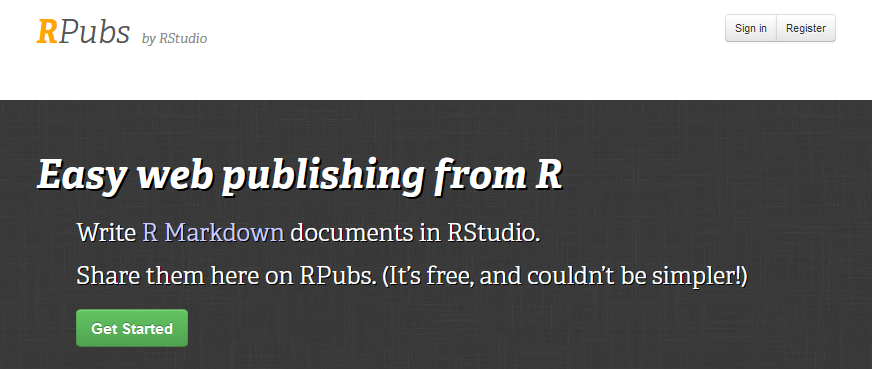 RPubs by RStudio
Sign in Register
Easy web publishing from R
Write R Markdown documents in RStudio.
Share them here on RPubs. (It’s free, and couldn’t be simpler!)
Get Started